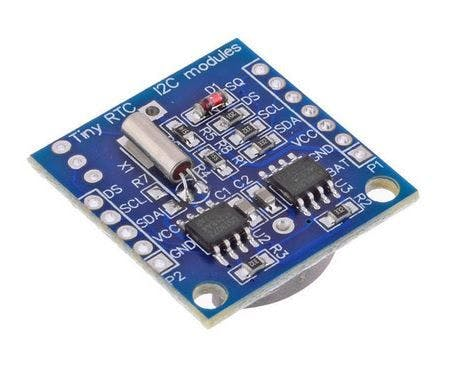 Tiny RTC I2C modules
D1
SQ
DS
SCL
SDA
VCC
GND
BAT
P1
X1
R7
C1 C2
U1
U2
R2
R3
DS
SCL
SDA
VCC
GND
P2